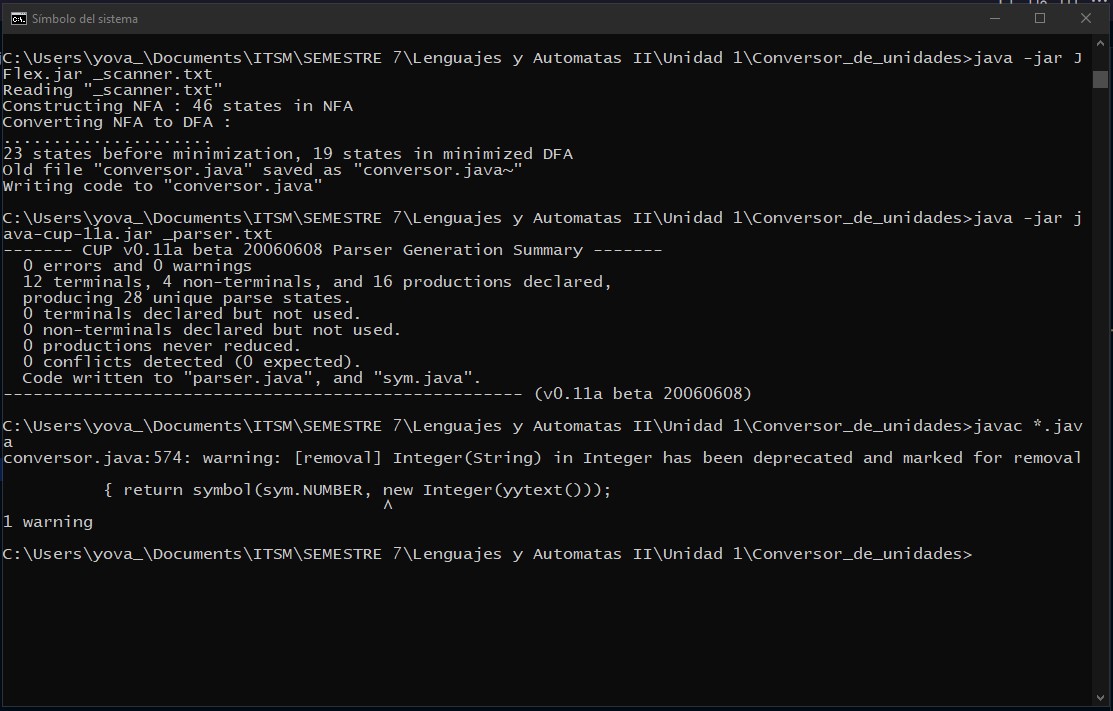 Símbolo del sistema
C:\Users\yova_\Documents\ITSM\SEMESTRE 7\Lenguajes y Automatas II\Unidad 1\Conversor_de_unidades>java -jar J
Flex.jar _scanner.txt
Reading "_scanner.txt"
Constructing NFA : 46 states in NFA
Converting NFA to DFA :
.....................
23 states before minimization, 19 states in minimized DFA
Old file "conversor.java" saved as "conversor.java~"
Writing code to "conversor.java"
C:\Users\yova_\Documents\ITSM\SEMESTRE 7\Lenguajes y Automatas II\Unidad 1\Conversor_de_unidades>java -jar j
ava-cup-11a.jar _parser.txt
------- CUP v0.11a beta 20060608 Parser Generation Summary -------
  0 errors and 0 warnings
  12 terminals, 4 non-terminals, and 16 productions declared,
  producing 28 unique parse states.
  0 terminals declared but not used.
  0 non-terminals declared but not used.
  0 productions never reduced.
  0 conflicts detected (0 expected).
  Code written to "parser.java", and "sym.java".
---------------------------------------------------- (v0.11a beta 20060608)
C:\Users\yova_\Documents\ITSM\SEMESTRE 7\Lenguajes y Automatas II\Unidad 1\Conversor_de_unidades>javac *.jav
a
conversor.java:574: warning: [removal] Integer(String) in Integer has been deprecated and marked for removal
          { return symbol(sym.NUMBER, new Integer(yytext()));
                                      ^
1 warning
C:\Users\yova_\Documents\ITSM\SEMESTRE 7\Lenguajes y Automatas II\Unidad 1\Conversor_de_unidades>